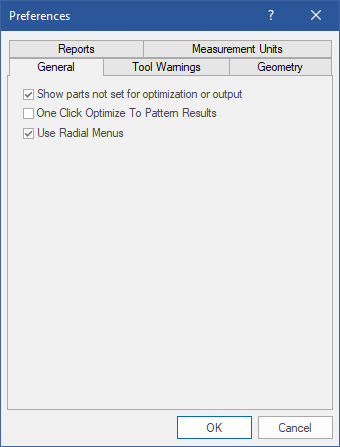 Preferences ?
Reports Measurement Units
General Tool Warnings Geometry
Show parts not set for optimization or output
One Click Optimize To Pattern Results
Use Radial Menus
OK Cancel